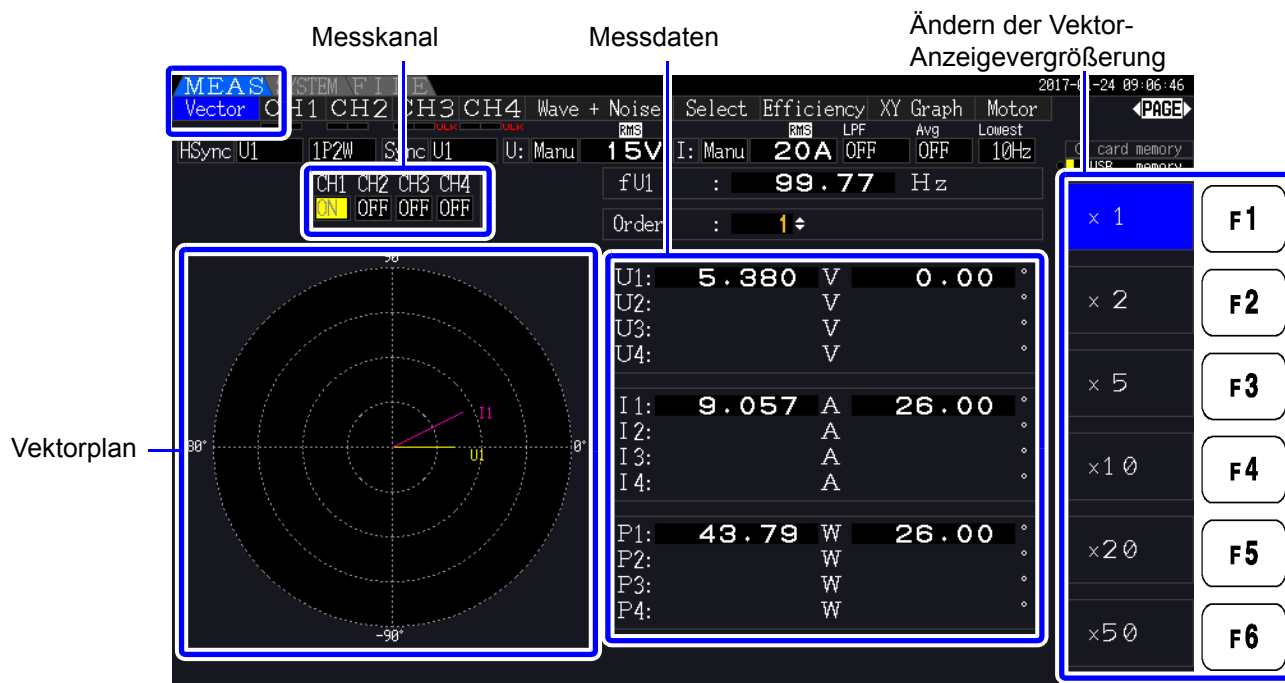 Messkanal
Messdaten
Ändern der Vektor-
Anzeigevergrößerung
MEAS SYSTEM FILE
2017-01-24 09:06:46
Vector CH1 CH2 CH3 CH4 Wave + Noise Select Efficiency XY Graph Motor
PAGE
RMS RMS LPF Avg Lowest
HSync U1 1P2W Sync U1 U: Manu 15V I: Manu 20A OFF OFF 10Hz
card memory
USB memory
CH1 CH2 CH3 CH4
ON OFF OFF OFF
fU1 : 99.77 Hz
Order : 1
90°
0°
-90°
I1
U1
Vektorplan
U1: 5.380 V 0.00 °
U2: V °
U3: V °
U4: V °
I1: 9.057 A 26.00 °
I2: A °
I3: A °
I4: A °
P1: 43.79 W 26.00 °
P2: W °
P3: W °
P4: W °
× 1 F1
× 2 F2
× 5 F3
×10 F4
×20 F5
×50 F6